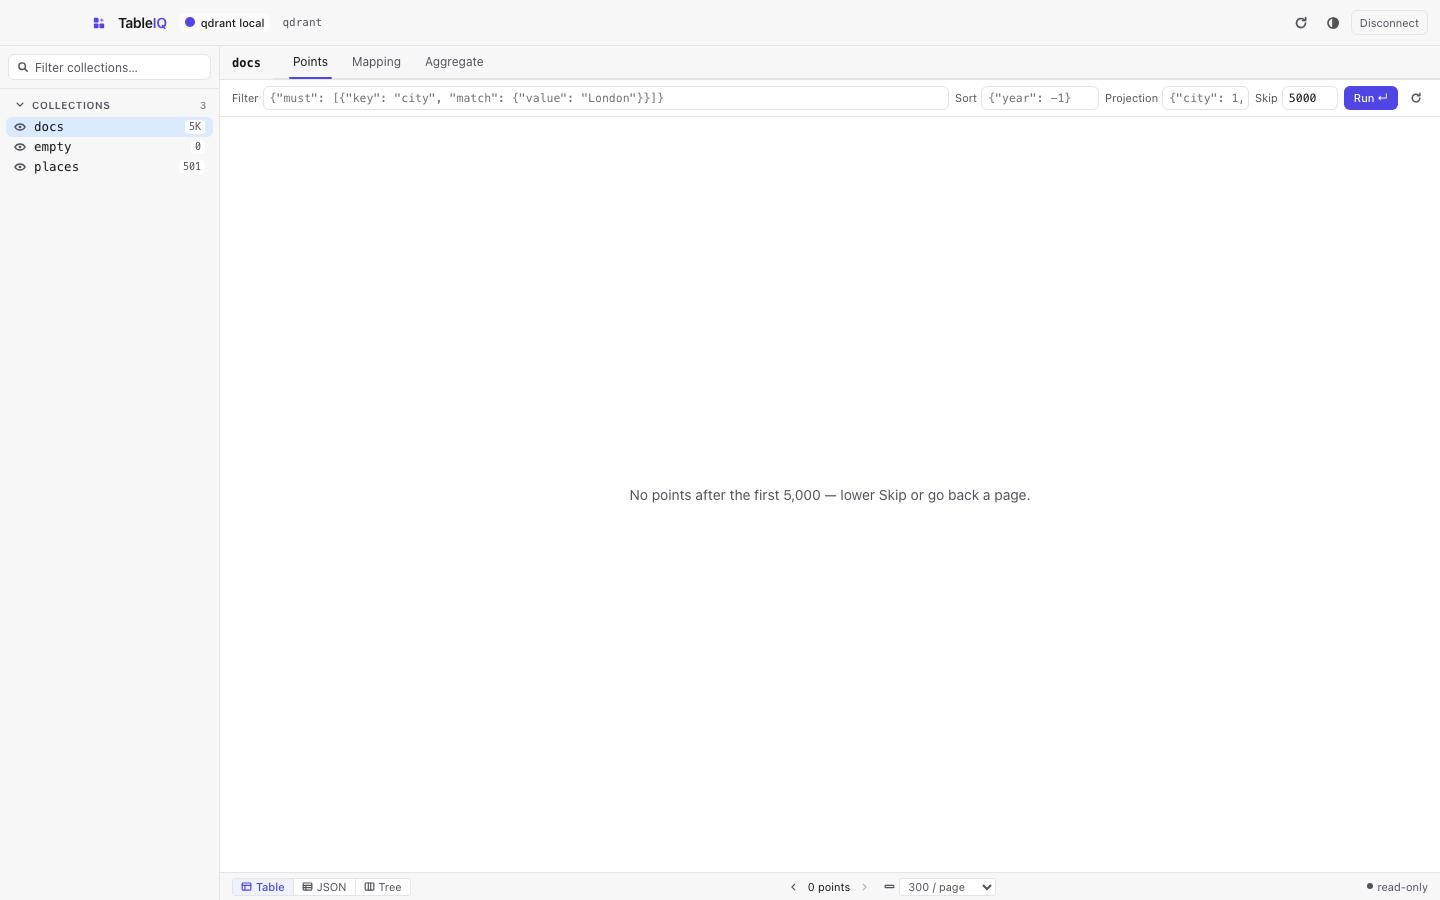 TableIQ qdrant local qdrant Disconnect
Filter collections...
docs Points Mapping Aggregate
COLLECTIONS 3
docs 5K
empty 0
places 501
Filter {"must": [{"key": "city", "match": {"value": "London"}}]} Sort {"year": −1} Projection {"city": 1, Skip 5000 Run ↵
No points after the first 5,000 — lower Skip or go back a page.
Table JSON Tree 0 points 300 / page read-only